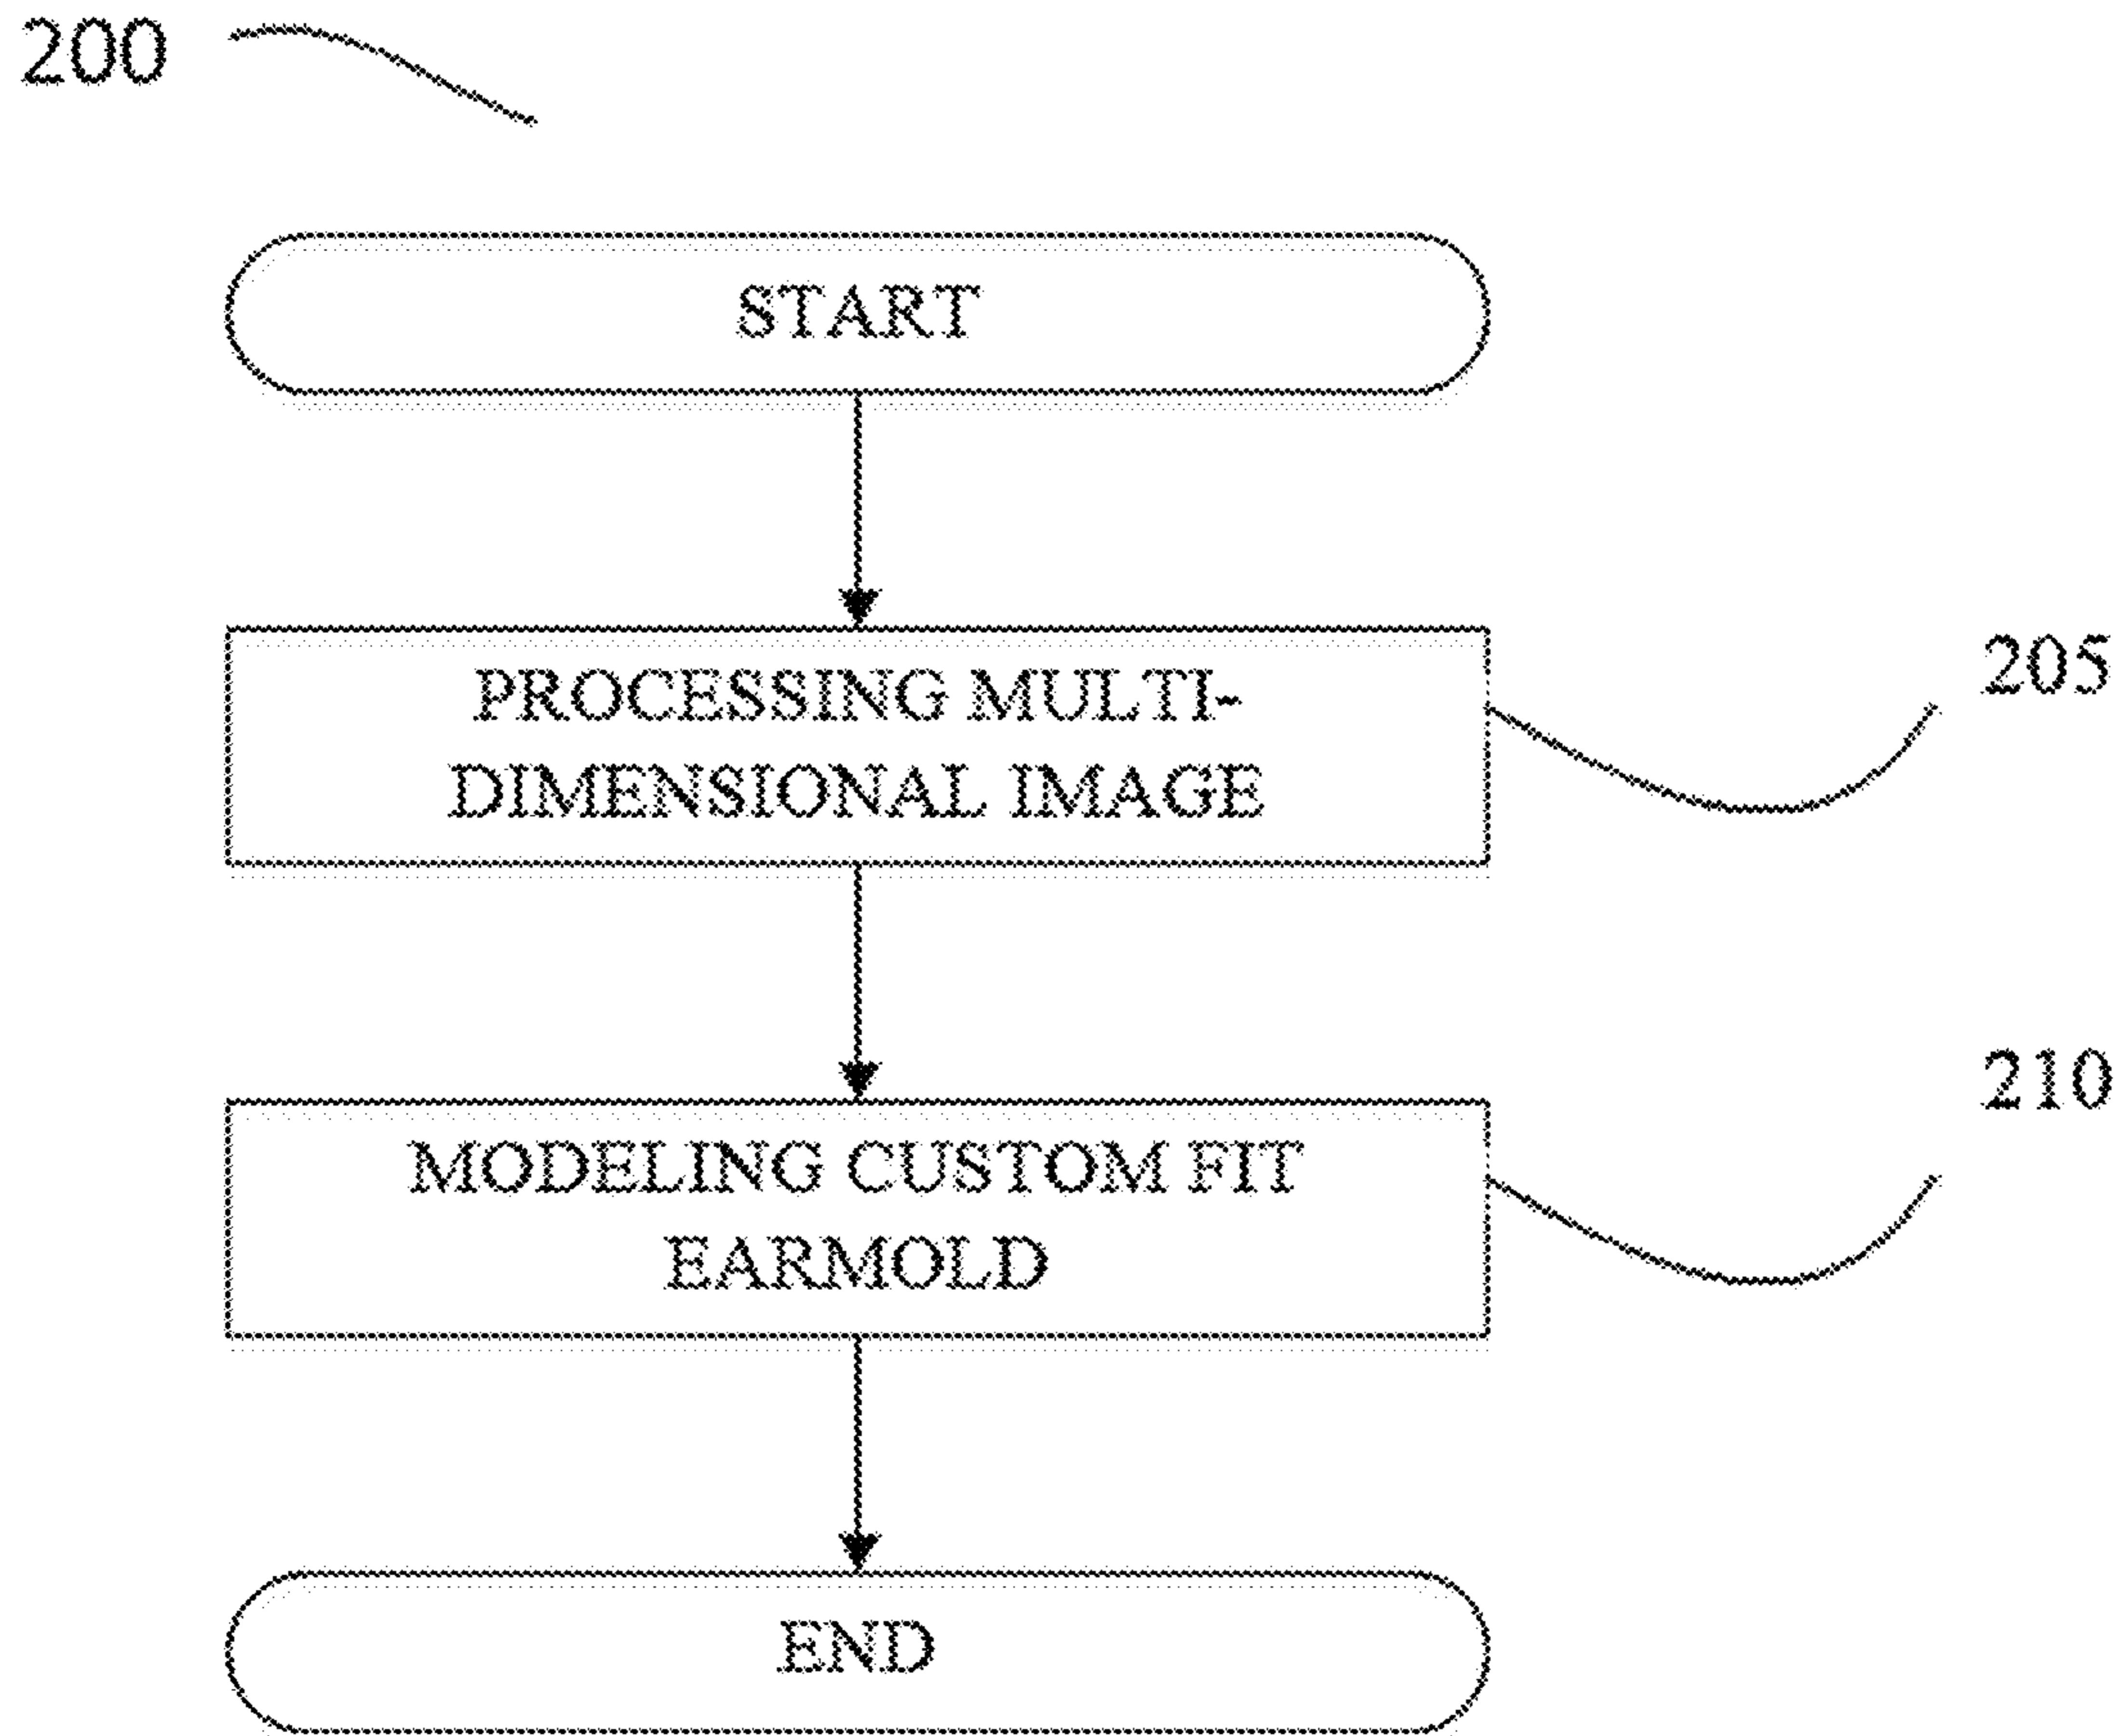 200
START
PROCESSING MULTI-
DIMENSIONAL IMAGE
205
MODELING CUSTOM FIT
EARMOLD
210
END